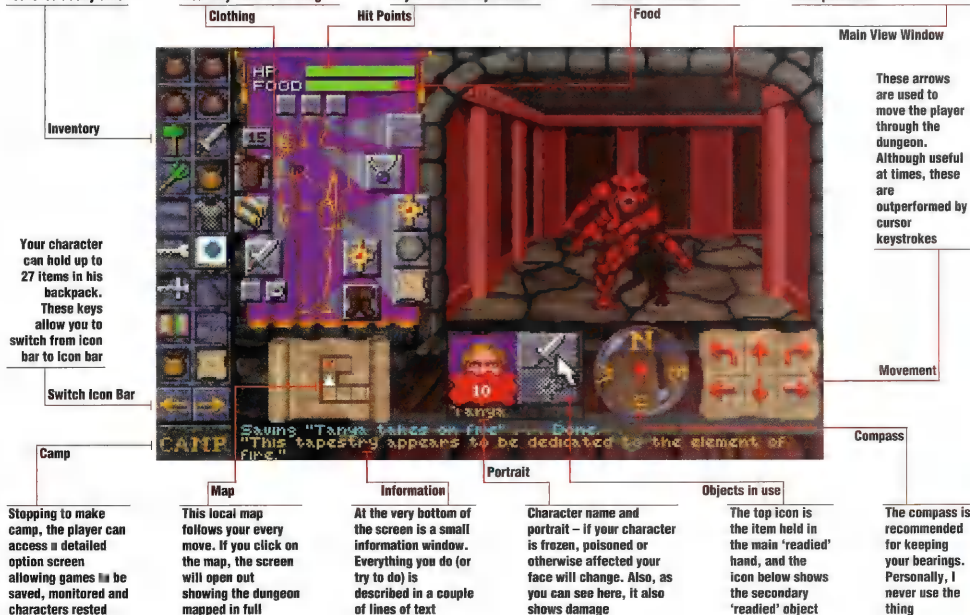 Clothing
Hit Points
Food
Main View Window
Inventory
These arrows
are used to
move the player
through the
dungeon.
Although useful
at times, these
are
outperformed by
cursor
keystrokes
Your character
can hold up to
27 items in his
backpack.
These keys
allow you to
switch from icon
bar to icon bar
Switch Icon Bar
Movement
HP
FOOD
15
N
10
Tanya
Saving "Tanya takes on fire" ... Done.
"This tapestry appears to be dedicated to the element of
fire."
CAMP
Camp
Compass
Portrait
Map
Information
Objects in use
Stopping to make
camp, the player can
access detailed
option screen
allowing games be
saved, monitored and
characters rested
This local map
follows your every
move. If you click on
the map, the screen
will open out
showing the dungeon
mapped in full
At the very bottom of
the screen is a small
information window.
Everything you do (or
try to do) is
described in a couple
of lines of text
Character name and
portrait – if your character
is frozen, poisoned or
otherwise affected your
face will change. Also, as
you can see here, it also
shows damage
The top icon is
the item held in
the main 'readied'
hand, and the
icon below shows
the secondary
'readied' object
The compass is
recommended
for keeping
your bearings.
Personally, I
never use the
thing